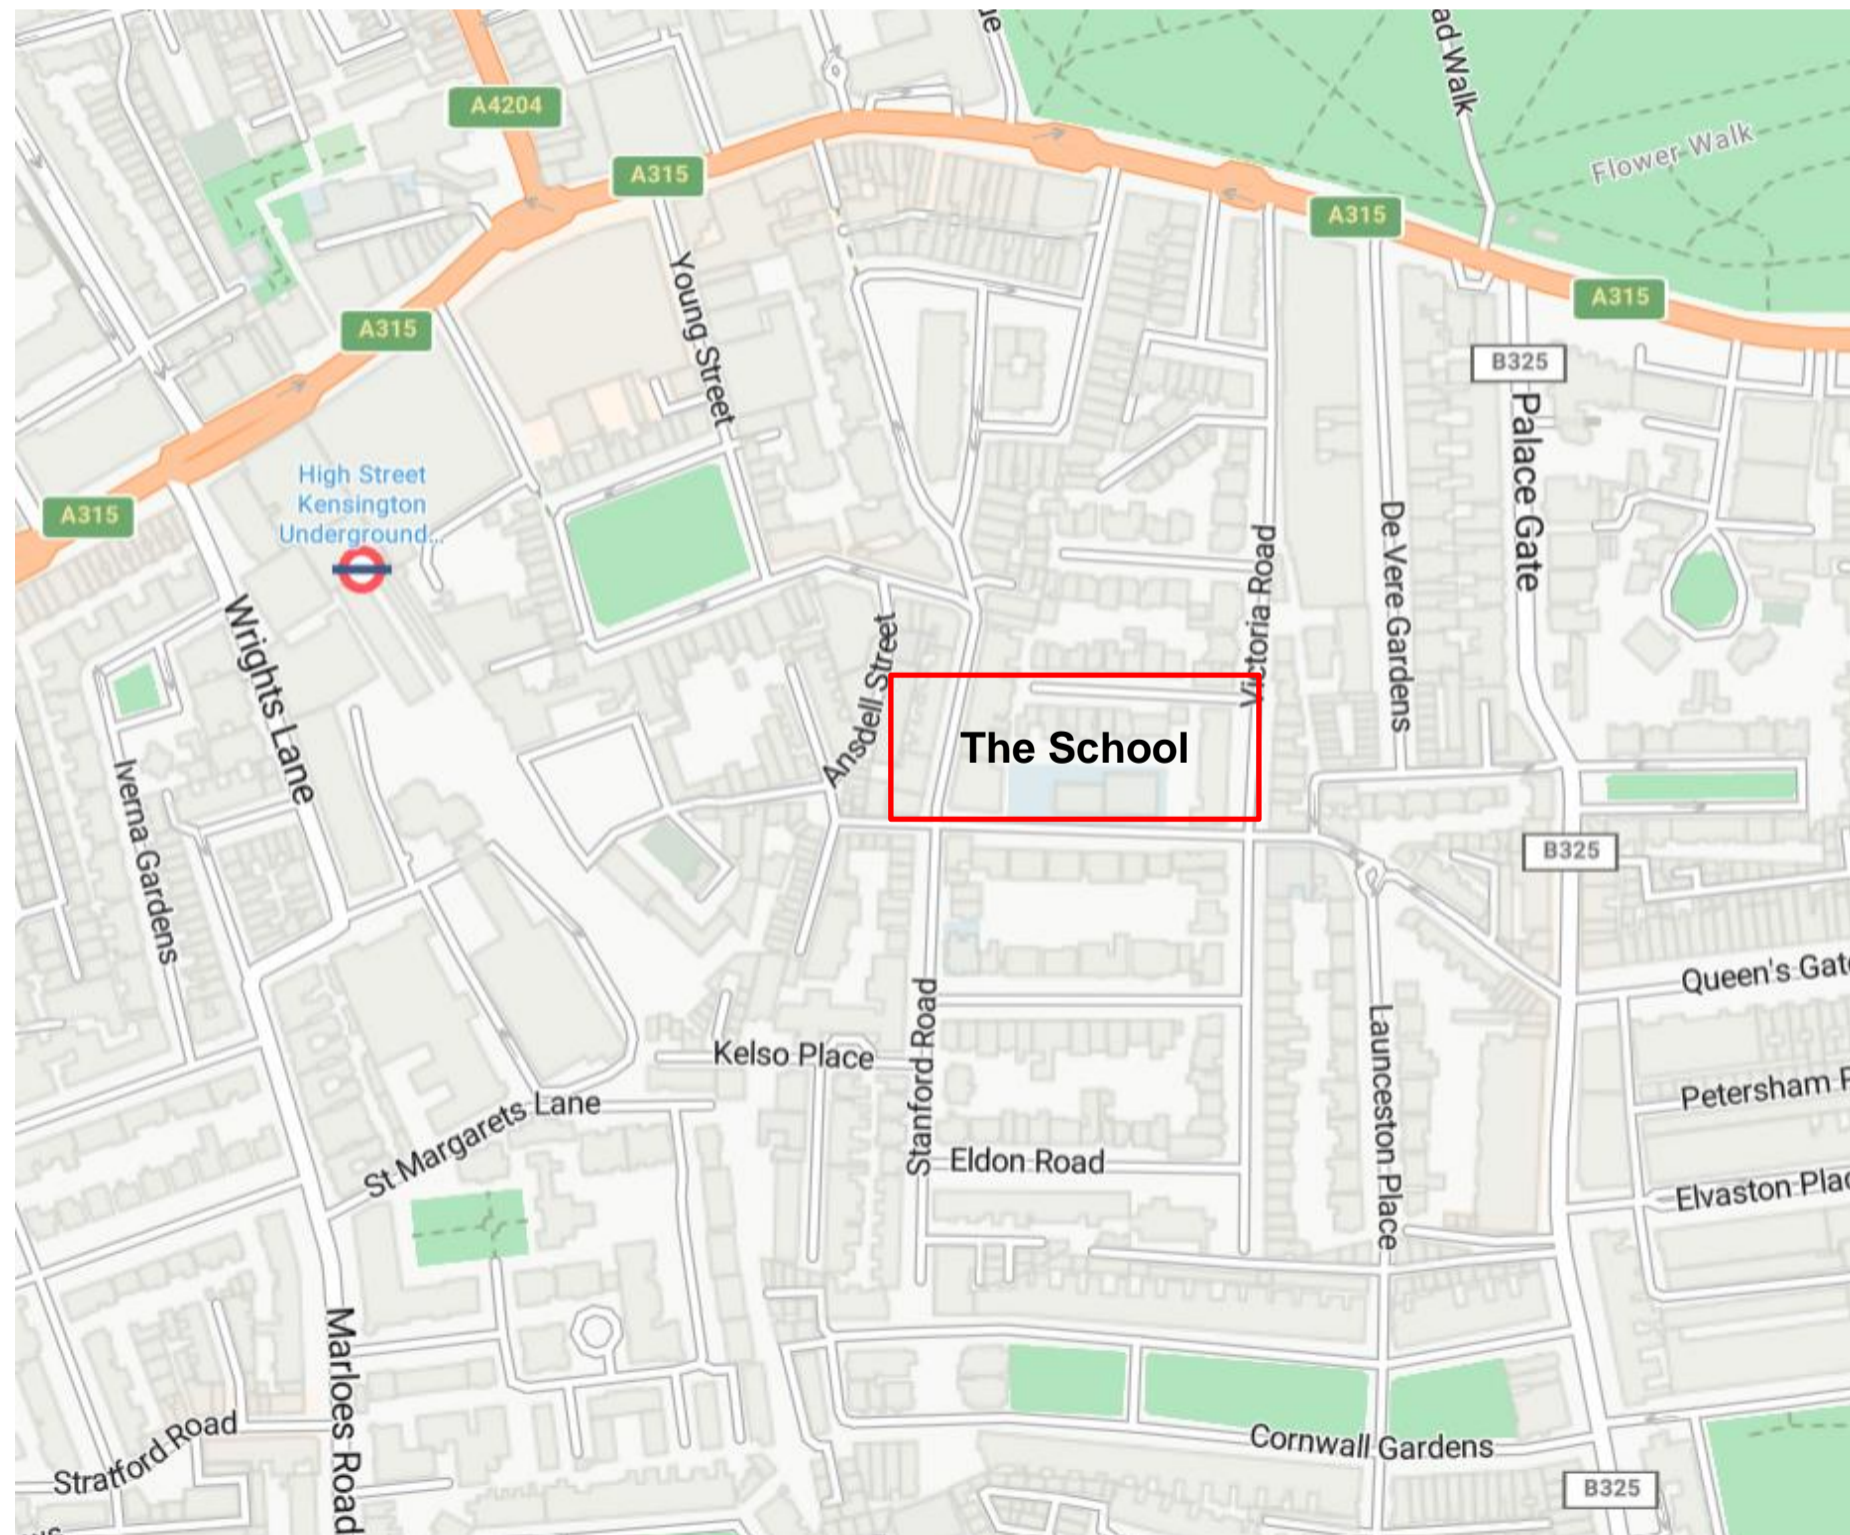 ad Walk
A4204
Flower Walk
A315
A315
A315
A315
A315
Young Street
B325
Palace Gate
High Street
Kensington
Underground...
De Vere Gardens
Victoria Road
Wrights Lane
Ansdell Street
The School
Iverna Gardens
B325
Queen's Gat
Stanford Road
Launceston Place
Kelso Place
Petersham P
St Margarets Lane
Eldon Road
Elvaston Plac
Marloes Road
Stratford Road
Cornwall Gardens
B325